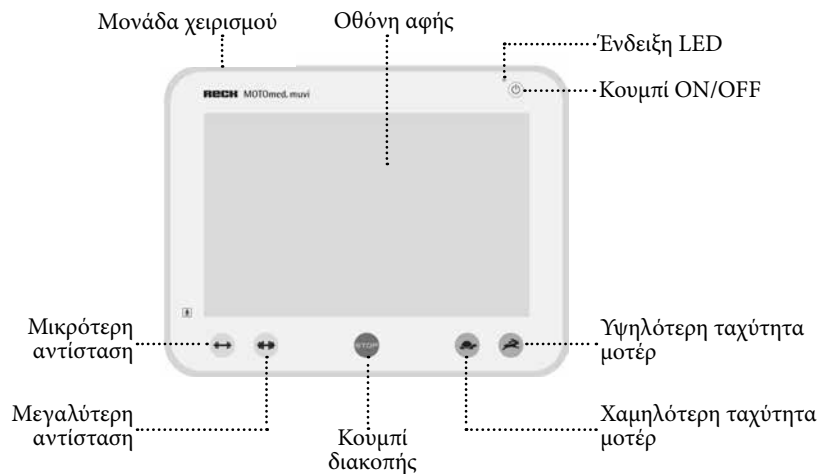 Μονάδα χειρισμού
Οθόνη αφής
Ένδειξη LED
Κουμπί ON/OFF
RECK MOTOmed. muvi
Μικρότερη
αντίσταση
STOP
Υψηλότερη ταχύτητα
μοτέρ
Μεγαλύτερη
αντίσταση
Κουμπί
διακοπής
Χαμηλότερη ταχύτητα
μοτέρ